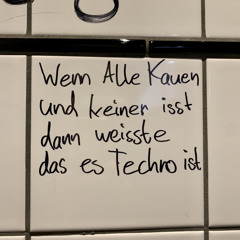 Wenn Alle Kauen
und keiner isst
dann weisste
das es Techno ist